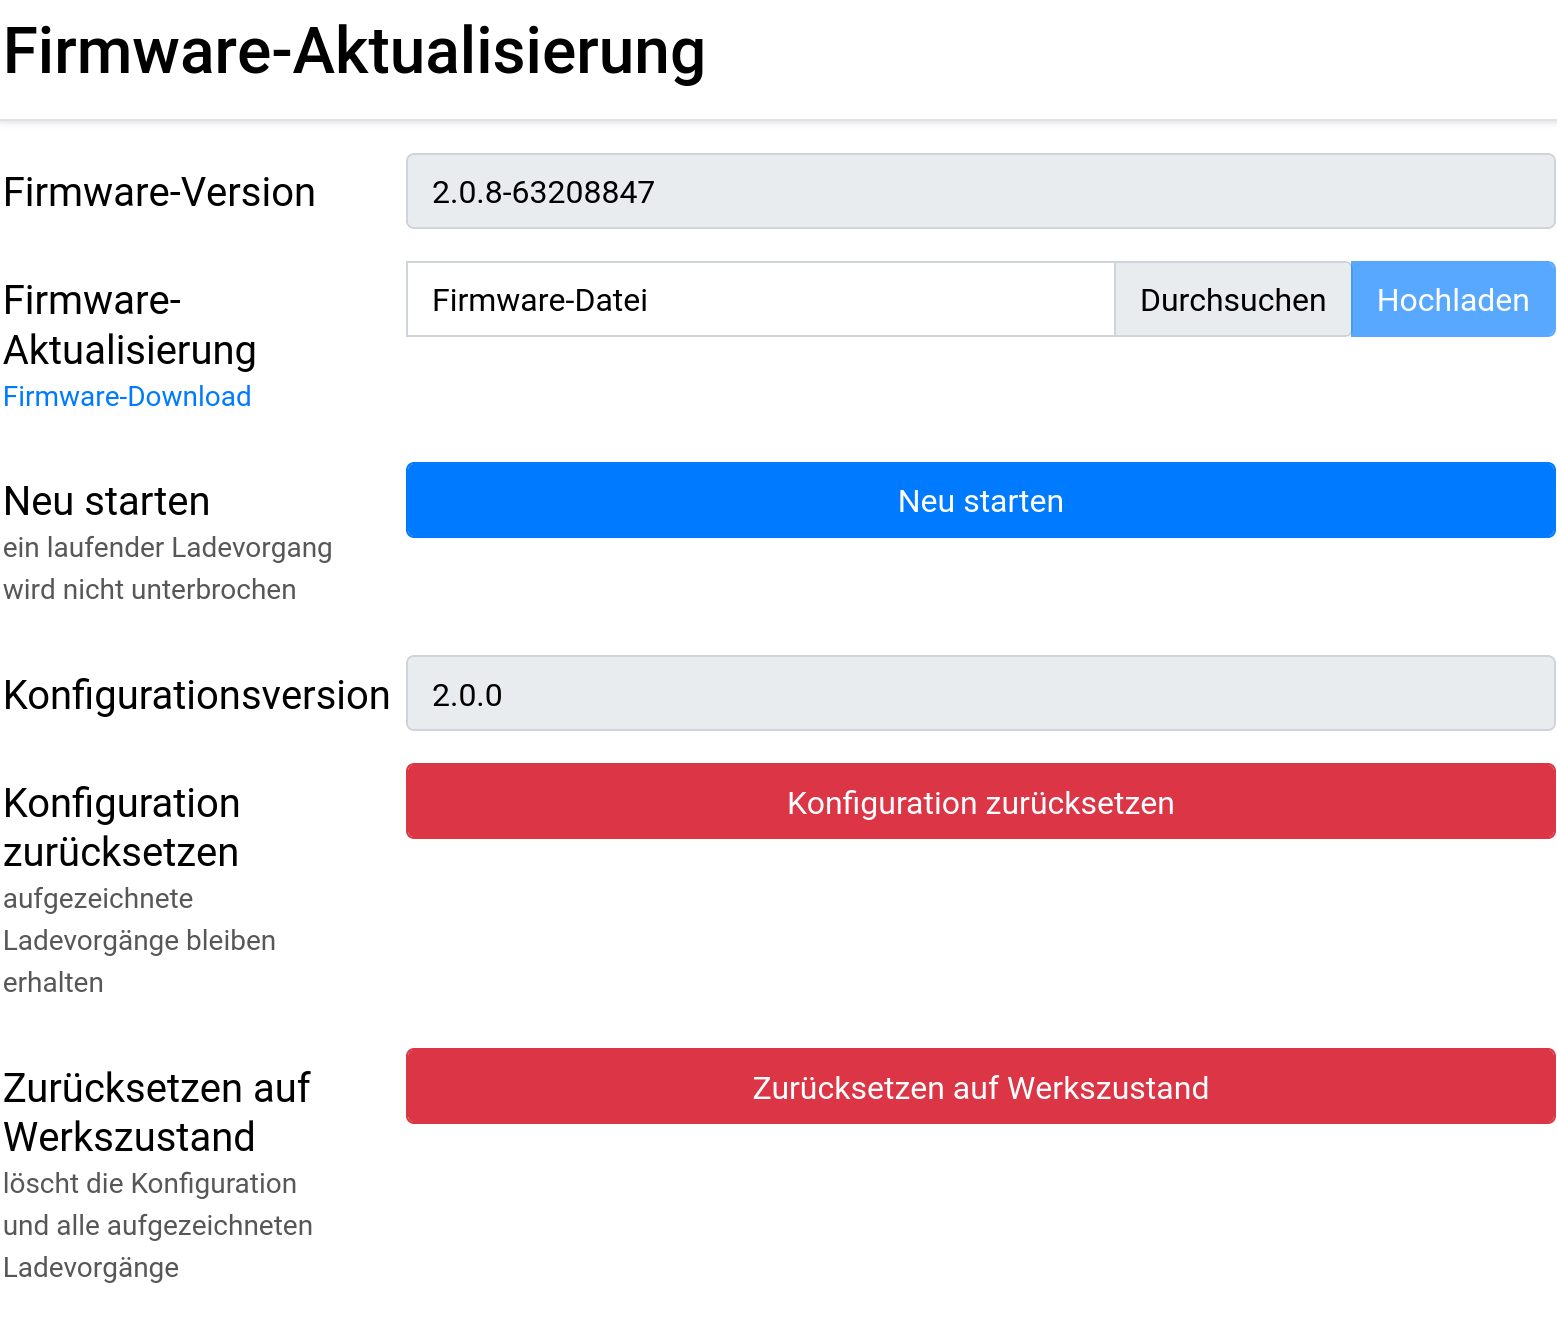 Firmware-Aktualisierung
Firmware-Version
2.0.8-63208847
Firmware-
Aktualisierung
Firmware-Download
Firmware-Datei
Durchsuchen
Hochladen
Neu starten
ein laufender Ladevorgang
wird nicht unterbrochen
Neu starten
Konfigurationsversion
2.0.0
Konfiguration
zurücksetzen
aufgezeichnete
Ladevorgänge bleiben
erhalten
Konfiguration zurücksetzen
Zurücksetzen auf
Werkszustand
löscht die Konfiguration
und alle aufgezeichneten
Ladevorgänge
Zurücksetzen auf Werkszustand